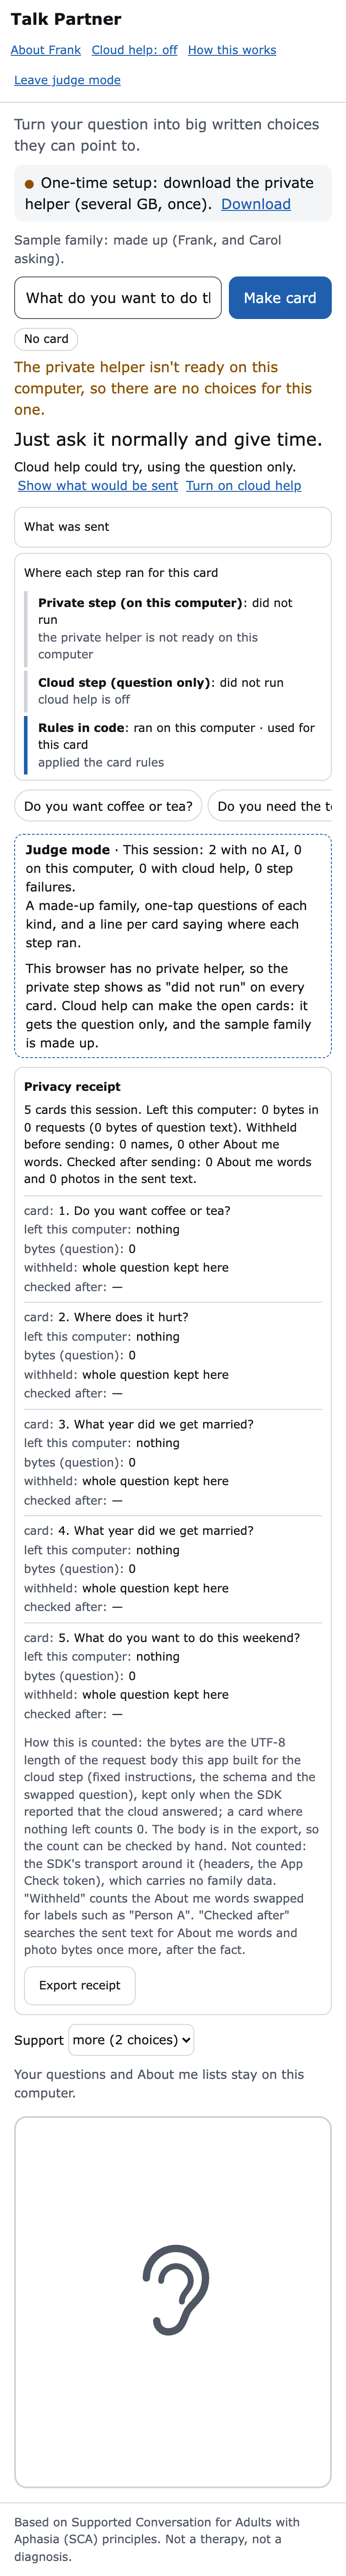 Talk Partner
About Frank Cloud help: off How this works
Leave judge mode
Turn your question into big written choices
they can point to.
One-time setup: download the private
helper (several GB, once). Download
Sample family: made up (Frank, and Carol
asking).
What do you want to do tl
Make card
No card
The private helper isn't ready on this
computer, so there are no choices for this
one.
Just ask it normally and give time.
Cloud help could try, using the question only.
Show what would be sent Turn on cloud help
What was sent
Where each step ran for this card
Private step (on this computer): did not
run
the private helper is not ready on this
computer
Cloud step (question only): did not run
cloud help is off
Rules in code: ran on this computer · used for
this card
applied the card rules
Do you want coffee or tea? Do you need the t
Judge mode · This session: 2 with no AI, 0
on this computer, 0 with cloud help, 0 step
failures.
A made-up family, one-tap questions of each
kind, and a line per card saying where each
step ran.
This browser has no private helper, so the
private step shows as "did not run" on every
card. Cloud help can make the open cards: it
gets the question only, and the sample family
is made up.
Privacy receipt
5 cards this session. Left this computer: 0 bytes in
0 requests (0 bytes of question text). Withheld
before sending: 0 names, 0 other About me
words. Checked after sending: 0 About me words
and 0 photos in the sent text.
card: 1. Do you want coffee or tea?
left this computer: nothing
bytes (question): 0
withheld: whole question kept here
checked after: —
card: 2. Where does it hurt?
left this computer: nothing
bytes (question): 0
withheld: whole question kept here
checked after: —
card: 3. What year did we get married?
left this computer: nothing
bytes (question): 0
withheld: whole question kept here
checked after: —
card: 4. What year did we get married?
left this computer: nothing
bytes (question): 0
withheld: whole question kept here
checked after: —
card: 5. What do you want to do this weekend?
left this computer: nothing
bytes (question): 0
withheld: whole question kept here
checked after: —
How this is counted: the bytes are the UTF-8
length of the request body this app built for the
cloud step (fixed instructions, the schema and the
swapped question), kept only when the SDK
reported that the cloud answered; a card where
nothing left counts 0. The body is in the export, so
the count can be checked by hand. Not counted:
the SDK's transport around it (headers, the App
Check token), which carries no family data.
"Withheld" counts the About me words swapped
for labels such as "Person A". "Checked after"
searches the sent text for About me words and
photo bytes once more, after the fact.
Export receipt
Support more (2 choices)
Your questions and About me lists stay on this
computer.
Based on Supported Conversation for Adults with
Aphasia (SCA) principles. Not a therapy, not a
diagnosis.